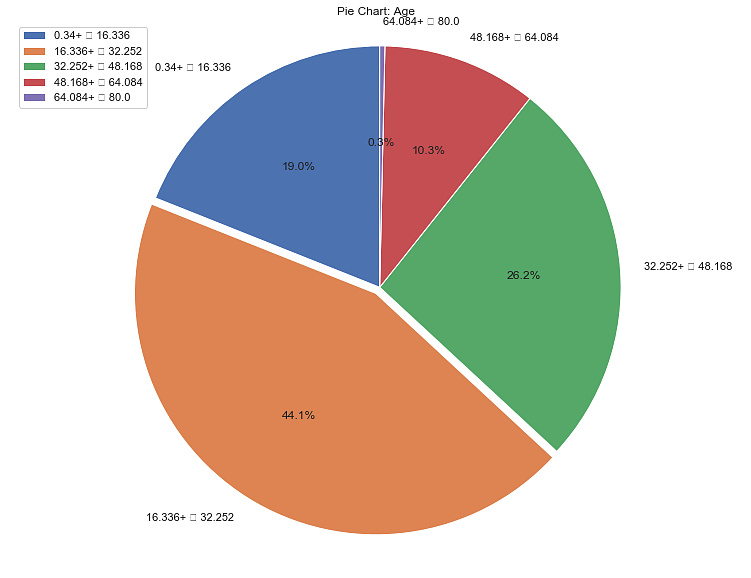 Pie Chart: Age
64.084+ □ 80.0
48.168+ □ 64.084
0.34+ □ 16.336
16.336+ □ 32.252
32.252+ □ 48.168
48.168+ □ 64.084
64.084+ □ 80.0
0.34+ □ 16.336
0.3%
10.3%
19.0%
32.252+ □ 48.168
26.2%
44.1%
16.336+ □ 32.252